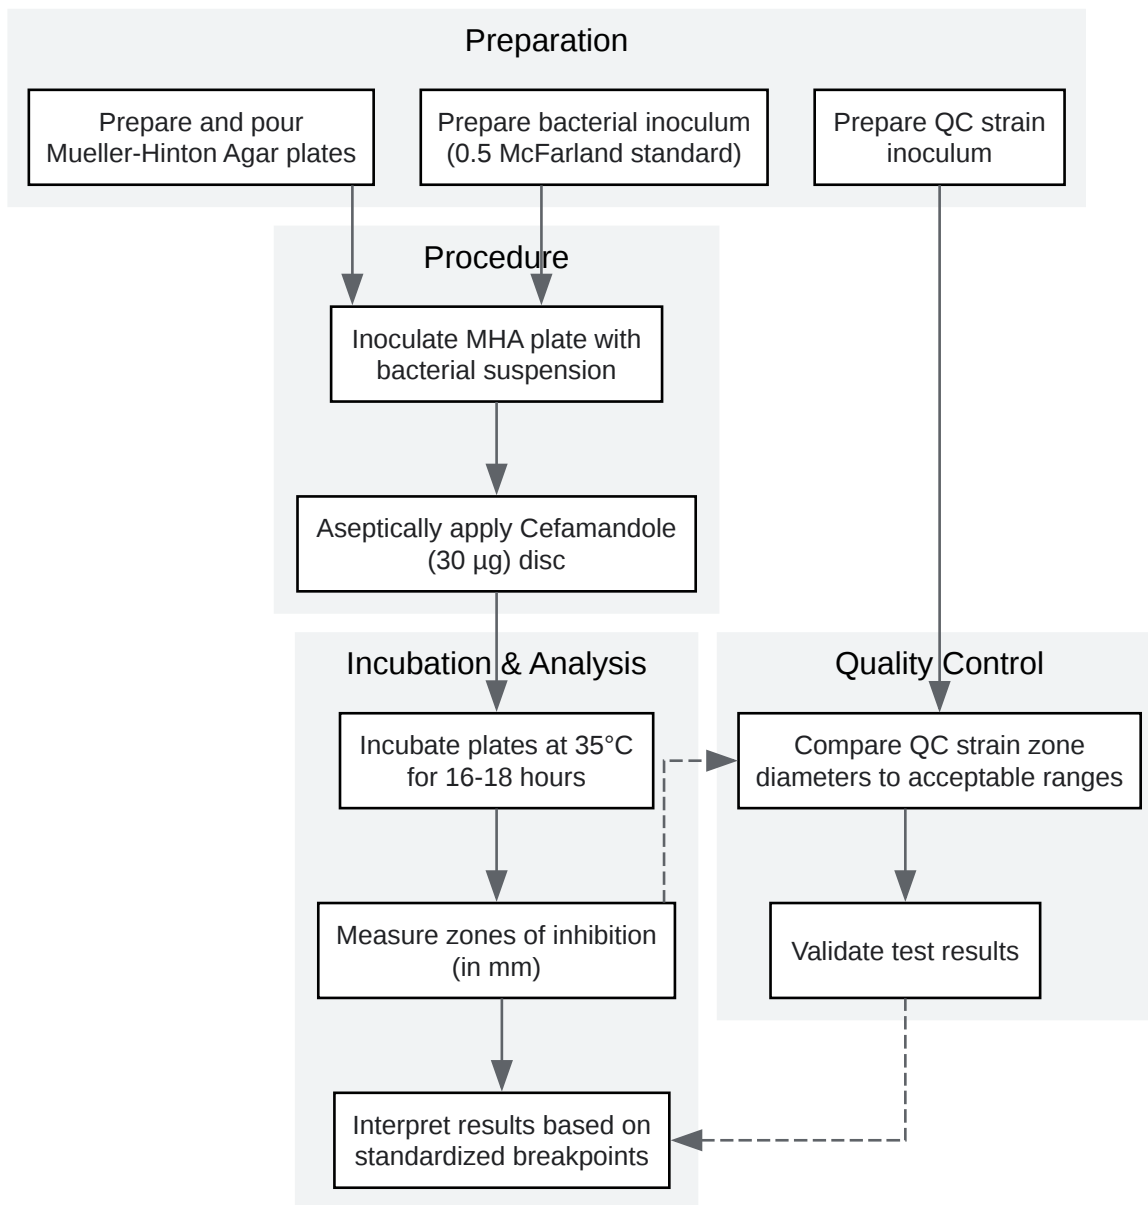 Preparation
Prepare and pour
Mueller-Hinton Agar plates
Prepare bacterial inoculum
(0.5 McFarland standard)
Prepare QC strain
inoculum
Procedure
Inoculate MHA plate with
bacterial suspension
Aseptically apply Cefamandole
(30 µg) disc
Incubation & Analysis
Incubate plates at 35°C
for 16-18 hours
Measure zones of inhibition
(in mm)
Interpret results based on
standardized breakpoints
Quality Control
Compare QC strain zone
diameters to acceptable ranges
Validate test results